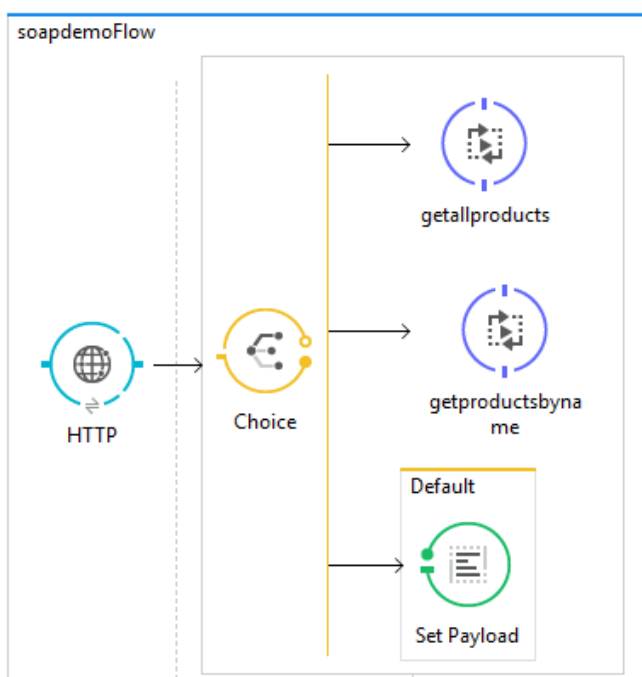 soapdemoFlow
getallproducts
HTTP
Choice
getproductsbyna
me
Default
Set Payload